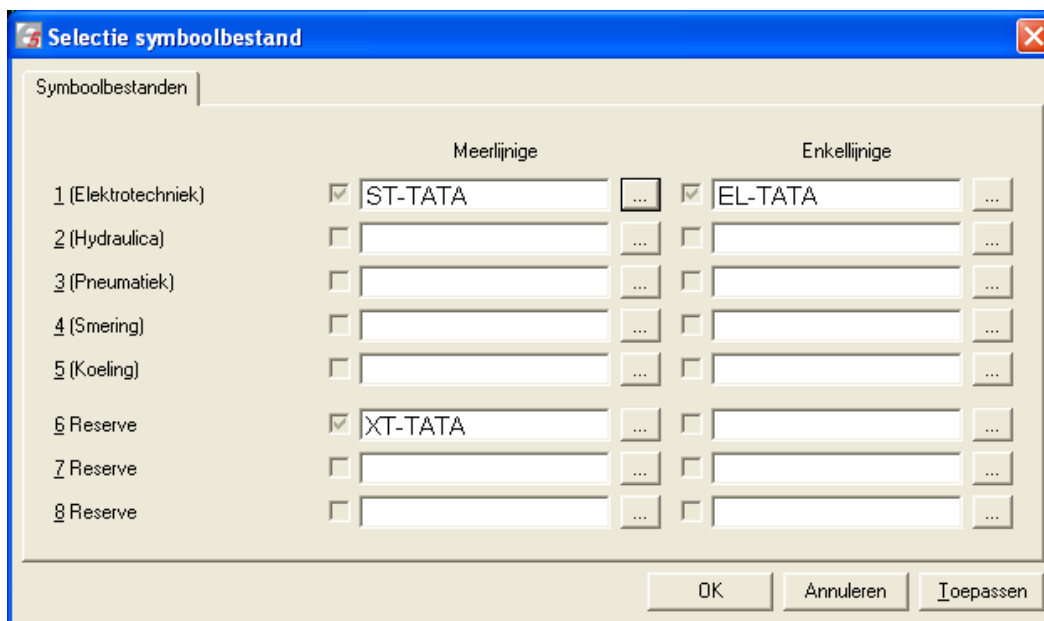 Selectie symboolbestand
Symboolbestanden
Meerlijnige Enkellijnige
1 (Elektrotechniek) ST-TATA ... EL-TATA ...
2 (Hydraulica) ... ...
3 (Pneumatiek) ... ...
4 (Smering) ... ...
5 (Koeling) ... ...
6 Reserve XT-TATA ... ...
7 Reserve ... ...
8 Reserve ... ...
OK Annuleren Toepassen